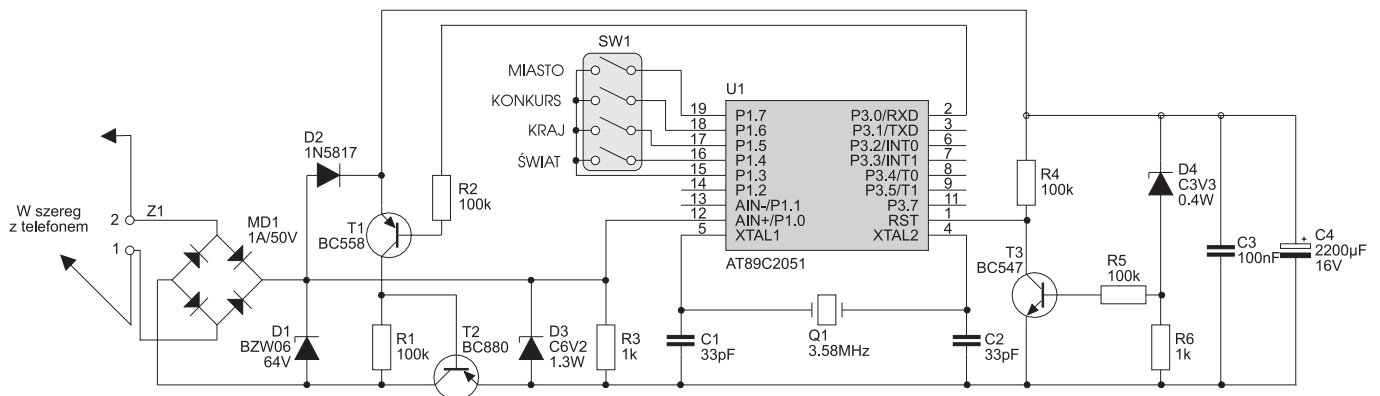 SW1
MIASTO
KONKURS
KRAJ
ŚWIAT
U1
19 P1.7
18 P1.6
17 P1.5
16 P1.4
15 P1.3
14 P1.2
13 AIN-/P1.1
12 AIN+/P1.0
5 XTAL1
P3.0/RXD 2
P3.1/TXD 3
P3.2/INT0 6
P3.3/INT1 7
P3.4/T0 8
P3.5/T1 9
P3.7 11
RST 1
XTAL2 4
AT89C2051
D2
1N5817
R2
100k
T1
BC558
W szereg
z telefonem
2 Z1
1
MD1
1A/50V
D1
BZW06
64V
R1
100k
T2
BC880
D3
C6V2
1.3W
R3
1k
C1
33pF
Q1
3.58MHz
C2
33pF
R4
100k
T3
BC547
R5
100k
D4
C3V3
0.4W
R6
1k
C3
100nF
+
C4
2200µF
16V